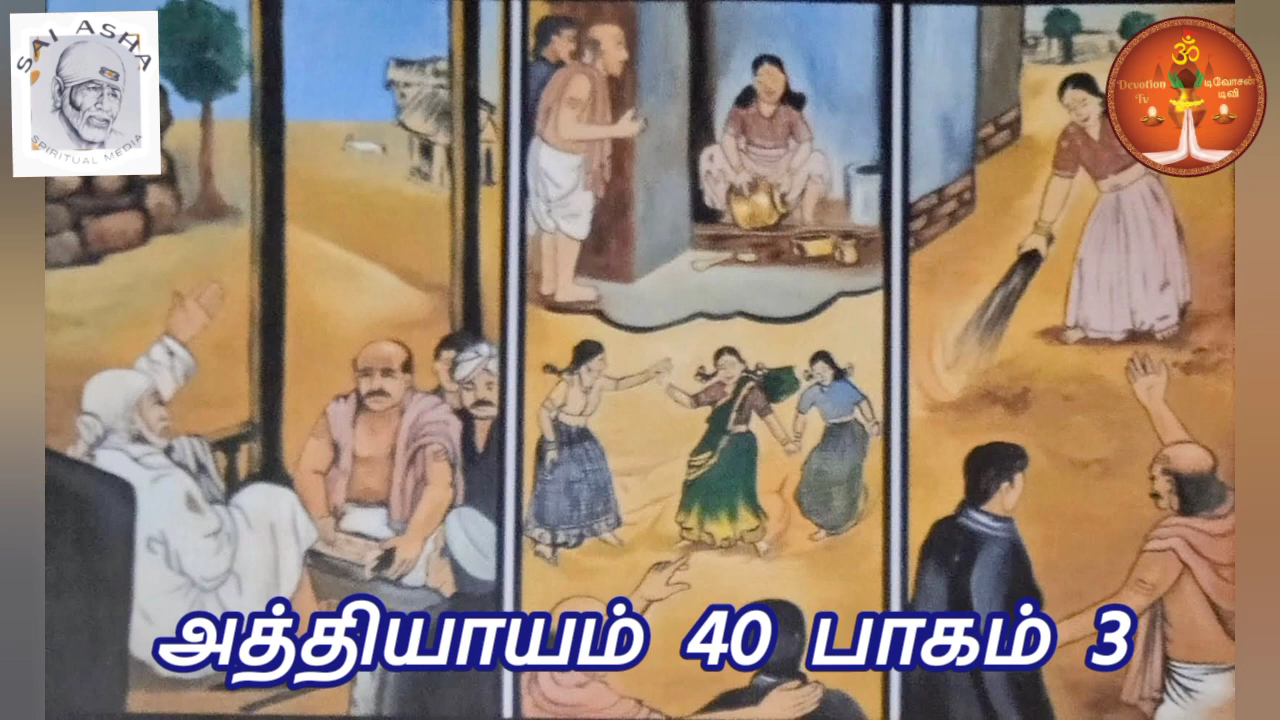 SAI ASHA
SPIRITUAL MEDIA
ॐ
Devotion
Tv
டிவோசன்
டிவி
அத்தியாயம் 40 பாகம் 3